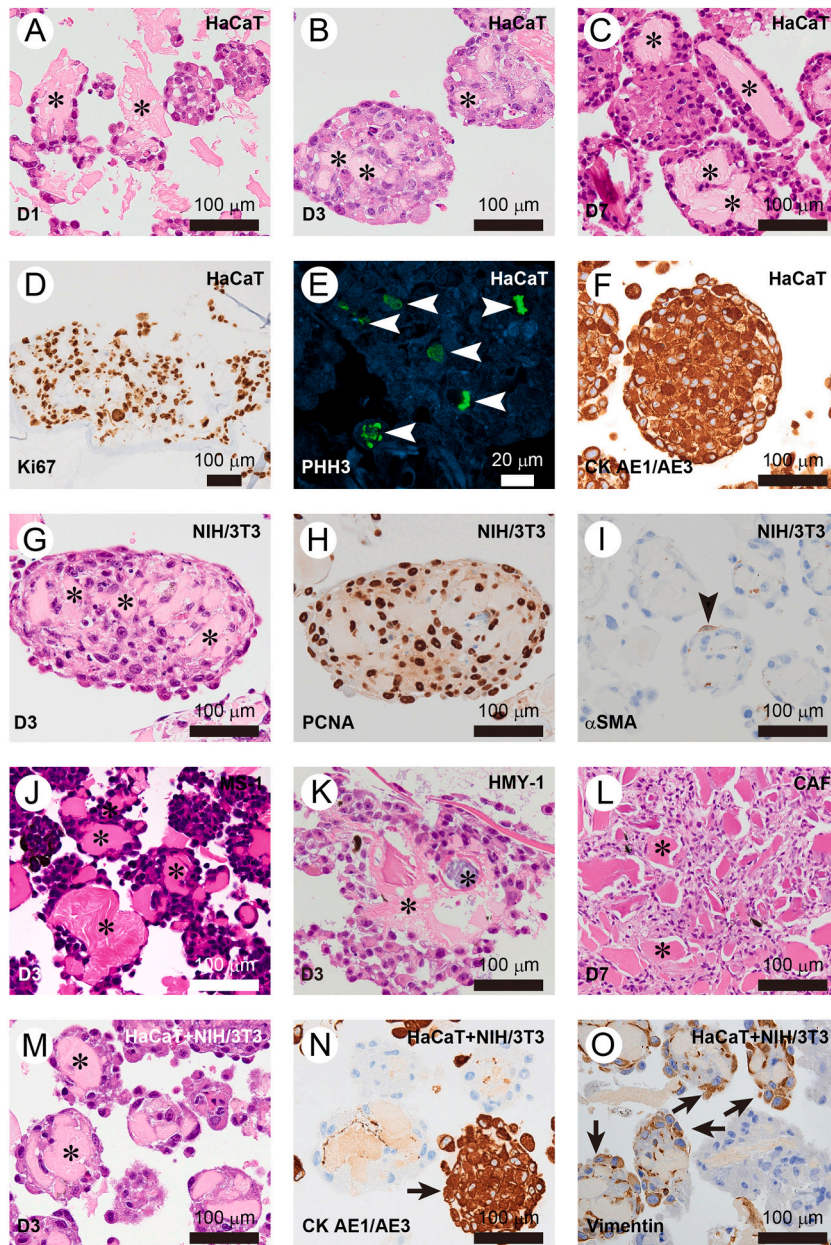 A
HaCaT
*
*
D1
100 μm
B
HaCaT
*
*
*
D3
100 μm
C
HaCaT
*
*
*
*
D7
100 μm
D
HaCaT
Ki67
100 μm
E
HaCaT
PHH3
20 μm
F
HaCaT
CK AE1/AE3
100 μm
G
NIH/3T3
*
*
*
D3
100 μm
H
NIH/3T3
PCNA
100 μm
I
NIH/3T3
αSMA
100 μm
J
MS-1
*
*
*
*
D3
100 μm
K
HMY-1
*
*
D3
100 μm
L
CAF
*
*
D7
100 μm
M
HaCaT+NIH/3T3
*
*
D3
100 μm
N
HaCaT+NIH/3T3
CK AE1/AE3
100 μm
O
HaCaT+NIH/3T3
Vimentin
100 μm